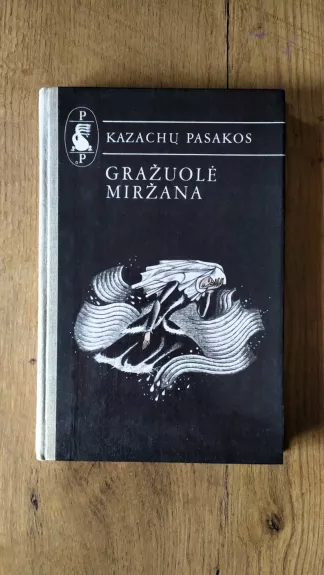 P
KAZACHŲ PASAKOS
P
GRAŽUOLĖ
MIRŽANA